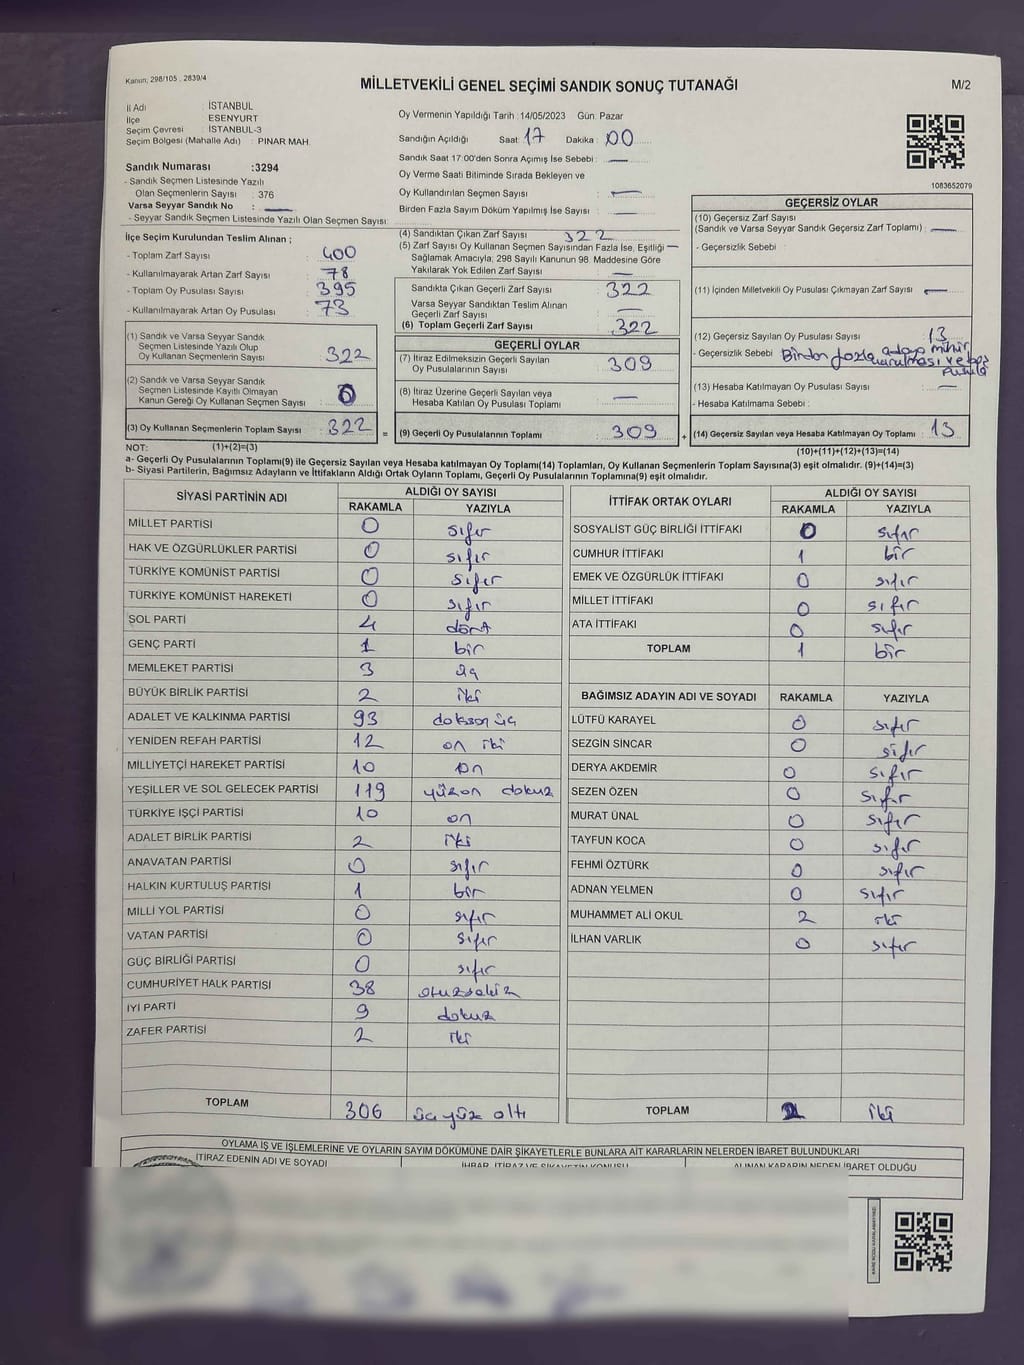 Kanun, 298/105 . 2839/4
MİLLETVEKİLİ GENEL SEÇİMİ SANDIK SONUÇ TUTANAĞI
M/2
İl Adı : İSTANBUL
İlçe : ESENYURT
Seçim Çevresi : İSTANBUL-3
Seçim Bölgesi (Mahalle Adı) : PINAR MAH.
Sandık Numarası :3294
- Sandık Seçmen Listesinde Yazılı
Olan Seçmenlerin Sayısı : 376
Varsa Seyyar Sandık No : —
- Seyyar Sandık Seçmen Listesinde Yazılı Olan Seçmen Sayısı:
Oy Vermenin Yapıldığı Tarih :14/05/2023 Gün: Pazar
Sandığın Açıldığı Saat: 17 Dakika : 00
Sandık Saat 17:00'den Sonra Açımış İse Sebebi : —
Oy Verme Saati Bitiminde Sırada Bekleyen ve
Oy Kullandırılan Seçmen Sayısı : —
Birden Fazla Sayım Döküm Yapılmış İse Sayısı : —
1083652079
İlçe Seçim Kurulundan Teslim Alınan ;
- Toplam Zarf Sayısı : 400
- Kullanılmayarak Artan Zarf Sayısı : 78
- Toplam Oy Pusulası Sayısı : 395
- Kullanılmayarak Artan Oy Pusulası : 73
(4) Sandıktan Çıkan Zarf Sayısı : 322
(5) Zarf Sayısı Oy Kullanan Seçmen Sayısından Fazla İse, Eşitliği —
Sağlamak Amacıyla; 298 Sayılı Kanunun 98. Maddesine Göre
Yakılarak Yok Edilen Zarf Sayısı : —
Sandıkta Çıkan Geçerli Zarf Sayısı : 322
Varsa Seyyar Sandıktan Teslim Alınan
Geçerli Zarf Sayısı : —
(6) Toplam Geçerli Zarf Sayısı : 322
GEÇERSİZ OYLAR
(10) Geçersiz Zarf Sayısı
(Sandık ve Varsa Seyyar Sandık Geçersiz Zarf Toplamı) : —
- Geçersizlik Sebebi :
(11) İçinden Milletvekili Oy Pusulası Çıkmayan Zarf Sayısı : —
(12) Geçersiz Sayılan Oy Pusulası Sayısı : 13
- Geçersizlik Sebebi : Birden fazla adaya mühür vurulması ve boş pusula
(13) Hesaba Katılmayan Oy Pusulası Sayısı : —
- Hesaba Katılmama Sebebi :
(14) Geçersiz Sayılan veya Hesaba Katılmayan Oy Toplamı : 13
(10)+(11)+(12)+(13)=(14)
(1) Sandık ve Varsa Seyyar Sandık
Seçmen Listesinde Yazılı Olup
Oy Kullanan Seçmenlerin Sayısı : 322
(2) Sandık ve Varsa Seyyar Sandık
Seçmen Listesinde Kayıtlı Olmayan
Kanun Gereği Oy Kullanan Seçmen Sayısı : 0
(3) Oy Kullanan Seçmenlerin Toplam Sayısı : 322 =
(1)+(2)=(3)
GEÇERLİ OYLAR
(7) İtiraz Edilmeksizin Geçerli Sayılan
Oy Pusulalarının Sayısı : 309
(8) İtiraz Üzerine Geçerli Sayılan veya
Hesaba Katılan Oy Pusulası Toplamı : —
(9) Geçerli Oy Pusulalarının Toplamı : 309 +
NOT:
a- Geçerli Oy Pusulalarının Toplamı(9) ile Geçersiz Sayılan veya Hesaba katılmayan Oy Toplamı(14) Toplamları, Oy Kullanan Seçmenlerin Toplam Sayısına(3) eşit olmalıdır. (9)+(14)=(3)
b- Siyasi Partilerin, Bağımsız Adayların ve İttifakların Aldığı Oyların Toplamı, Geçerli Oy Pusulalarının Toplamına(9) eşit olmalıdır.
SİYASİ PARTİNİN ADI ALDIĞI OY SAYISI
RAKAMLA YAZIYLA
MİLLET PARTİSİ 0 sıfır
HAK VE ÖZGÜRLÜKLER PARTİSİ 0 sıfır
TÜRKİYE KOMÜNİST PARTİSİ 0 sıfır
TÜRKİYE KOMÜNİST HAREKETİ 0 sıfır
SOL PARTİ 4 dört
GENÇ PARTİ 1 bir
MEMLEKET PARTİSİ 3 üç
BÜYÜK BİRLİK PARTİSİ 2 iki
ADALET VE KALKINMA PARTİSİ 93 doksan üç
YENİDEN REFAH PARTİSİ 12 on iki
MİLLİYETÇİ HAREKET PARTİSİ 10 on
YEŞİLLER VE SOL GELECEK PARTİSİ 119 yüzon dokuz
TÜRKİYE İŞÇİ PARTİSİ 10 on
ADALET BİRLİK PARTİSİ 2 iki
ANAVATAN PARTİSİ 0 sıfır
HALKIN KURTULUŞ PARTİSİ 1 bir
MİLLİ YOL PARTİSİ 0 sıfır
VATAN PARTİSİ 0 sıfır
GÜÇ BİRLİĞİ PARTİSİ 0 sıfır
CUMHURİYET HALK PARTİSİ 38 otuzsekiz
İYİ PARTİ 9 dokuz
ZAFER PARTİSİ 2 iki
TOPLAM 306 üç yüz altı
İTTİFAK ORTAK OYLARI ALDIĞI OY SAYISI
RAKAMLA YAZIYLA
SOSYALİST GÜÇ BİRLİĞİ İTTİFAKI 0 sıfır
CUMHUR İTTİFAKI 1 bir
EMEK VE ÖZGÜRLÜK İTTİFAKI 0 sıfır
MİLLET İTTİFAKI 0 sıfır
ATA İTTİFAKI 0 sıfır
TOPLAM 1 bir
BAĞIMSIZ ADAYIN ADI VE SOYADI RAKAMLA YAZIYLA
LÜTFÜ KARAYEL 0 sıfır
SEZGİN SİNCAR 0 sıfır
DERYA AKDEMİR 0 sıfır
SEZEN ÖZEN 0 sıfır
MURAT ÜNAL 0 sıfır
TAYFUN KOCA 0 sıfır
FEHMİ ÖZTÜRK 0 sıfır
ADNAN YELMEN 0 sıfır
MUHAMMET ALİ OKUL 2 iki
İLHAN VARLIK 0 sıfır
TOPLAM 2 iki
OYLAMA İŞ VE İŞLEMLERİNE VE OYLARIN SAYIM DÖKÜMÜNE DAİR ŞİKAYETLERLE BUNLARA AİT KARARLARIN NELERDEN İBARET BULUNDUKLARI
İTİRAZ EDENİN ADI VE SOYADI
İHBAR, İTİRAZ VE ŞİKAYETİN KONUSU
ALINAN KARARIN NEDEN İBARET OLDUĞU